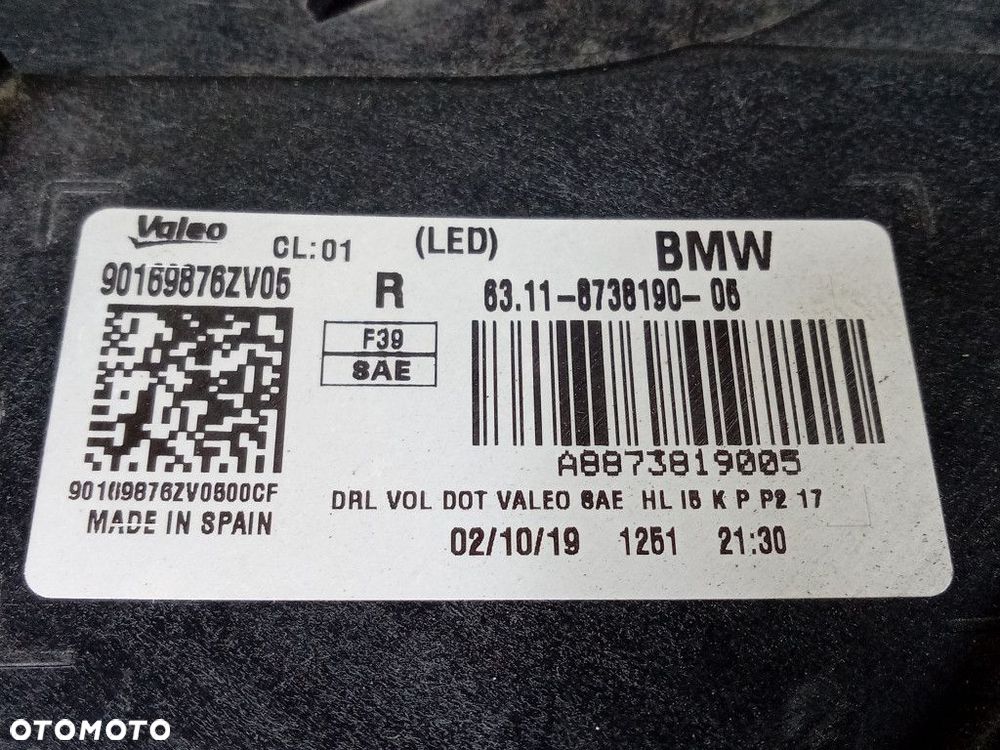 Valeo
CL:01
(LED)
BMW
90169876ZV05
R
63.11-8738190-05
F39
SAE
A8873819005
90169876ZV0500CF
DRL VOL DOT VALEO SAE HL I5 K P P2 17
MADE IN SPAIN
02/10/19 1251 21:30
OTOMOTO